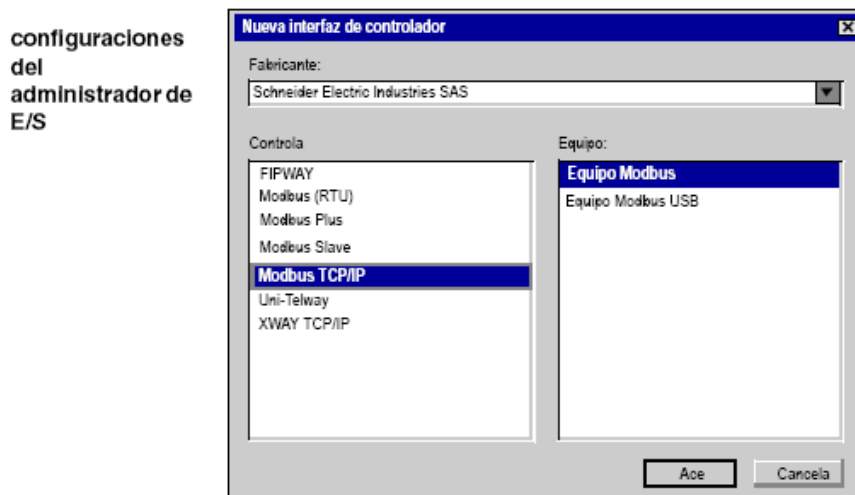 configuraciones
del
administrador de
E/S
Nueva interfaz de controlador
Fabricante:
Schneider Electric Industries SAS
Controla
FIPWAY
Modbus (RTU)
Modbus Plus
Modbus Slave
Modbus TCP/IP
Uni-Telway
XWAY TCP/IP
Equipo:
Equipo Modbus
Equipo Modbus USB
Ace
Cancela